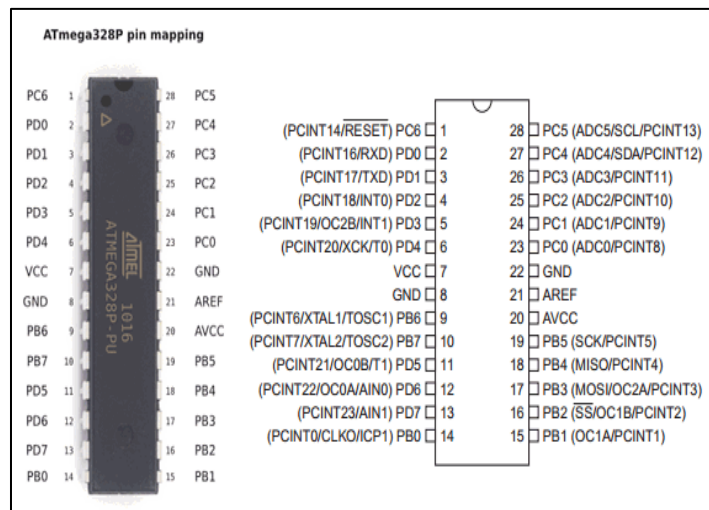 ATmega328P pin mapping
PC6 1 28 PC5
PD0 2 27 PC4
PD1 3 26 PC3
PD2 4 25 PC2
PD3 5 24 PC1
PD4 6 23 PC0
VCC 7 22 GND
GND 8 21 AREF
PB6 9 20 AVCC
PB7 10 19 PB5
PD5 11 18 PB4
PD6 12 17 PB3
PD7 13 16 PB2
PB0 14 15 PB1
ATMEL 1016
ATMEGA328P-PU
(PCINT14/RESET) PC6 1 28 PC5 (ADC5/SCL/PCINT13)
(PCINT16/RXD) PD0 2 27 PC4 (ADC4/SDA/PCINT12)
(PCINT17/TXD) PD1 3 26 PC3 (ADC3/PCINT11)
(PCINT18/INT0) PD2 4 25 PC2 (ADC2/PCINT10)
(PCINT19/OC2B/INT1) PD3 5 24 PC1 (ADC1/PCINT9)
(PCINT20/XCK/T0) PD4 6 23 PC0 (ADC0/PCINT8)
VCC 7 22 GND
GND 8 21 AREF
(PCINT6/XTAL1/TOSC1) PB6 9 20 AVCC
(PCINT7/XTAL2/TOSC2) PB7 10 19 PB5 (SCK/PCINT5)
(PCINT21/OC0B/T1) PD5 11 18 PB4 (MISO/PCINT4)
(PCINT22/OC0A/AIN0) PD6 12 17 PB3 (MOSI/OC2A/PCINT3)
(PCINT23/AIN1) PD7 13 16 PB2 (SS/OC1B/PCINT2)
(PCINT0/CLKO/ICP1) PB0 14 15 PB1 (OC1A/PCINT1)